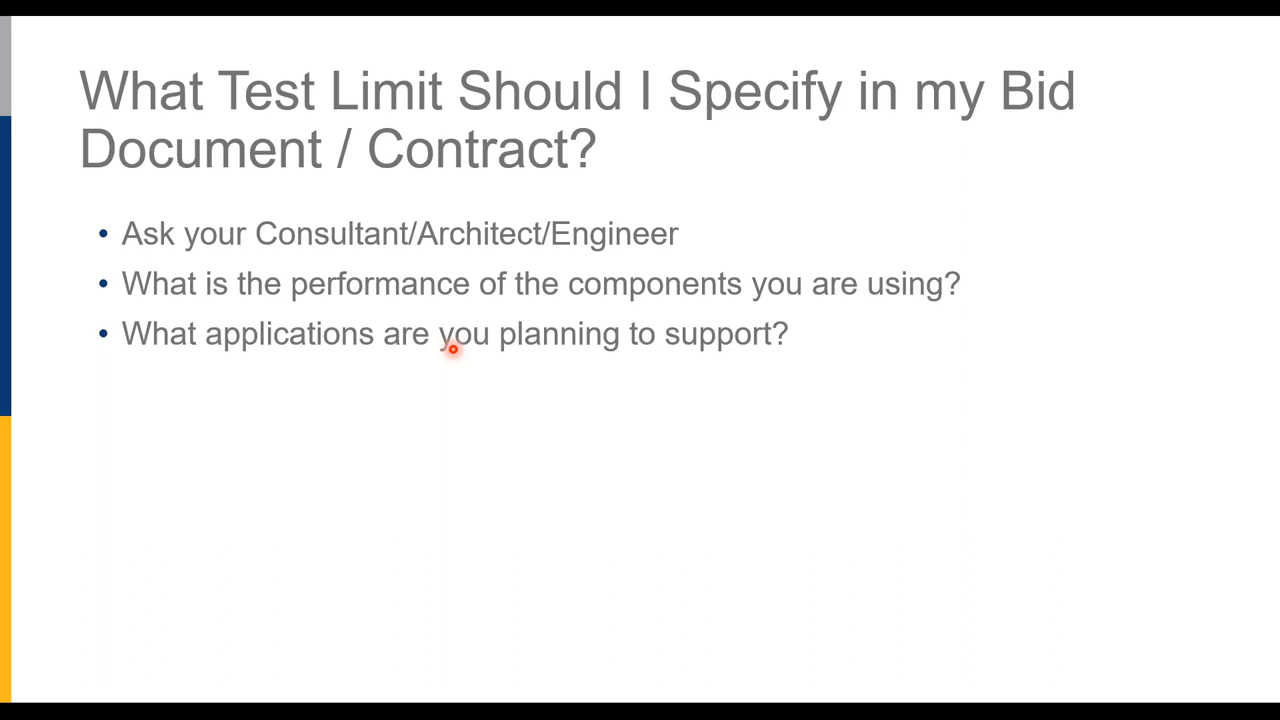 What Test Limit Should I Specify in my Bid
Document / Contract?
• Ask your Consultant/Architect/Engineer
• What is the performance of the components you are using?
• What applications are you planning to support?